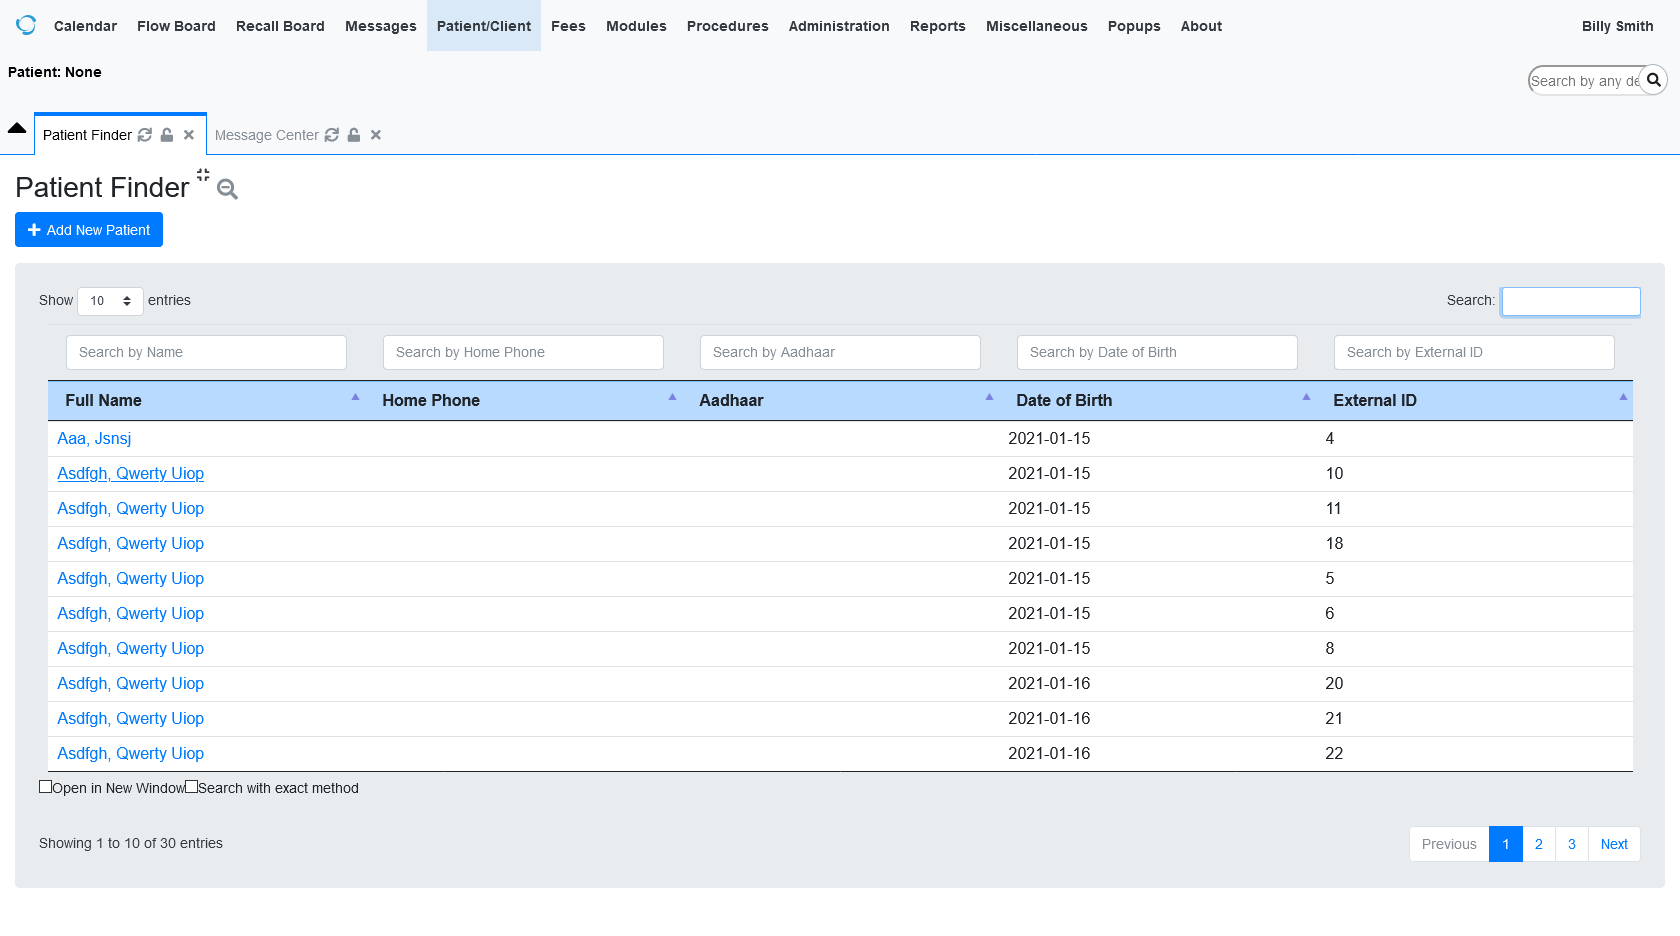 Calendar Flow Board Recall Board Messages Patient/Client Fees Modules Procedures Administration Reports Miscellaneous Popups About Billy Smith
Patient: None
Search by any de
Patient Finder Message Center
Patient Finder
Add New Patient
Show 10 entries Search:
Search by Name Search by Home Phone Search by Aadhaar Search by Date of Birth Search by External ID
Full Name Home Phone Aadhaar Date of Birth External ID
Aaa, Jsnsj 2021-01-15 4
Asdfgh, Qwerty Uiop 2021-01-15 10
Asdfgh, Qwerty Uiop 2021-01-15 11
Asdfgh, Qwerty Uiop 2021-01-15 18
Asdfgh, Qwerty Uiop 2021-01-15 5
Asdfgh, Qwerty Uiop 2021-01-15 6
Asdfgh, Qwerty Uiop 2021-01-15 8
Asdfgh, Qwerty Uiop 2021-01-16 20
Asdfgh, Qwerty Uiop 2021-01-16 21
Asdfgh, Qwerty Uiop 2021-01-16 22
Open in New Window Search with exact method
Showing 1 to 10 of 30 entries Previous 1 2 3 Next